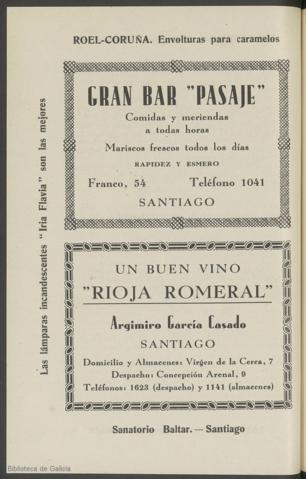 ROEL-CORUÑA. Envolturas para caramelos
Las lámparas incandescentes "Iria Flavia" son las mejores
GRAN BAR "PASAJE"
Comidas y meriendas
a todas horas
Mariscos frescos todos los días
RAPIDEZ Y ESMERO
Franco, 54 Teléfono 1041
SANTIAGO
UN BUEN VINO
"RIOJA ROMERAL"
Argimiro García Casado
SANTIAGO
Domicilio y Almacenes: Virgen de la Cerca, 7
Despacho: Concepción Arenal, 9
Teléfonos: 1623 (despacho) y 1141 (almacenes)
Sanatorio Baltar. — Santiago
Biblioteca de Galicia